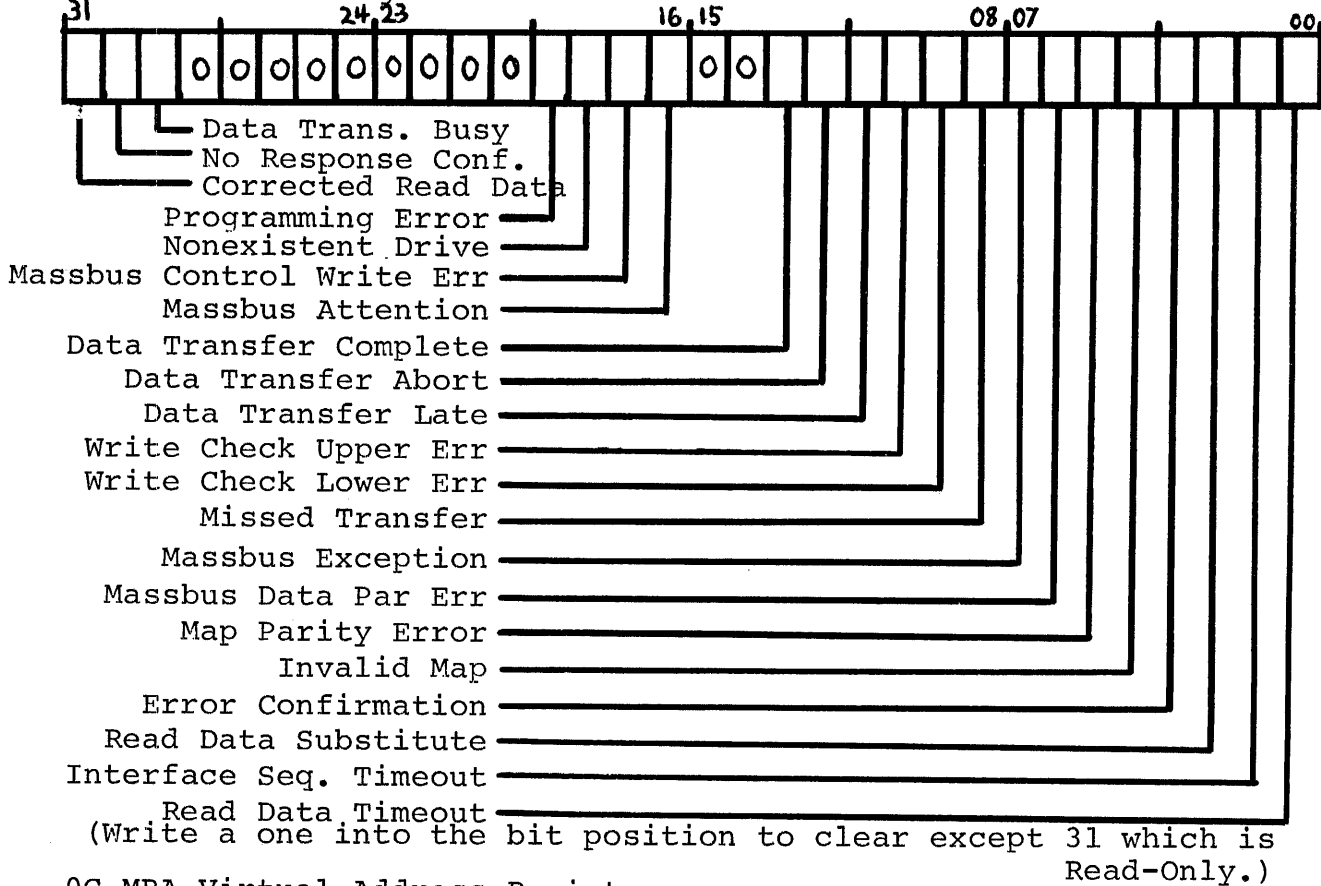 31 24 23 16 15 08 07 00
0 0 0 0 0 0 0 0 0 0 0
Data Trans. Busy
No Response Conf.
Corrected Read Data
Programming Error
Nonexistent Drive
Massbus Control Write Err
Massbus Attention
Data Transfer Complete
Data Transfer Abort
Data Transfer Late
Write Check Upper Err
Write Check Lower Err
Missed Transfer
Massbus Exception
Massbus Data Par Err
Map Parity Error
Invalid Map
Error Confirmation
Read Data Substitute
Interface Seq. Timeout
Read Data Timeout
(Write a one into the bit position to clear except 31 which is
Read-Only.)
Virtual Address